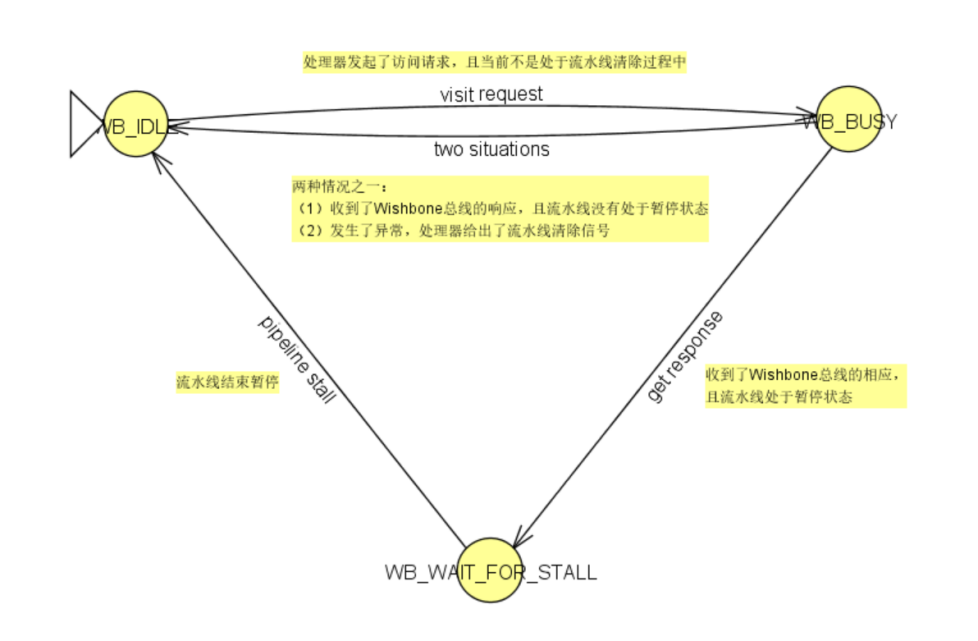 处理器发起了访问请求，且当前不是处于流水线清除过程中
visit request
WB_IDLE
WB_BUSY
two situations
两种情况之一：
（1）收到了Wishbone总线的响应，且流水线没有处于暂停状态
（2）发生了异常，处理器给出了流水线清除信号
pipeline stall
get response
流水线结束暂停
收到了Wishbone总线的相应，
且流水线处于暂停状态
WB_WAIT_FOR_STALL